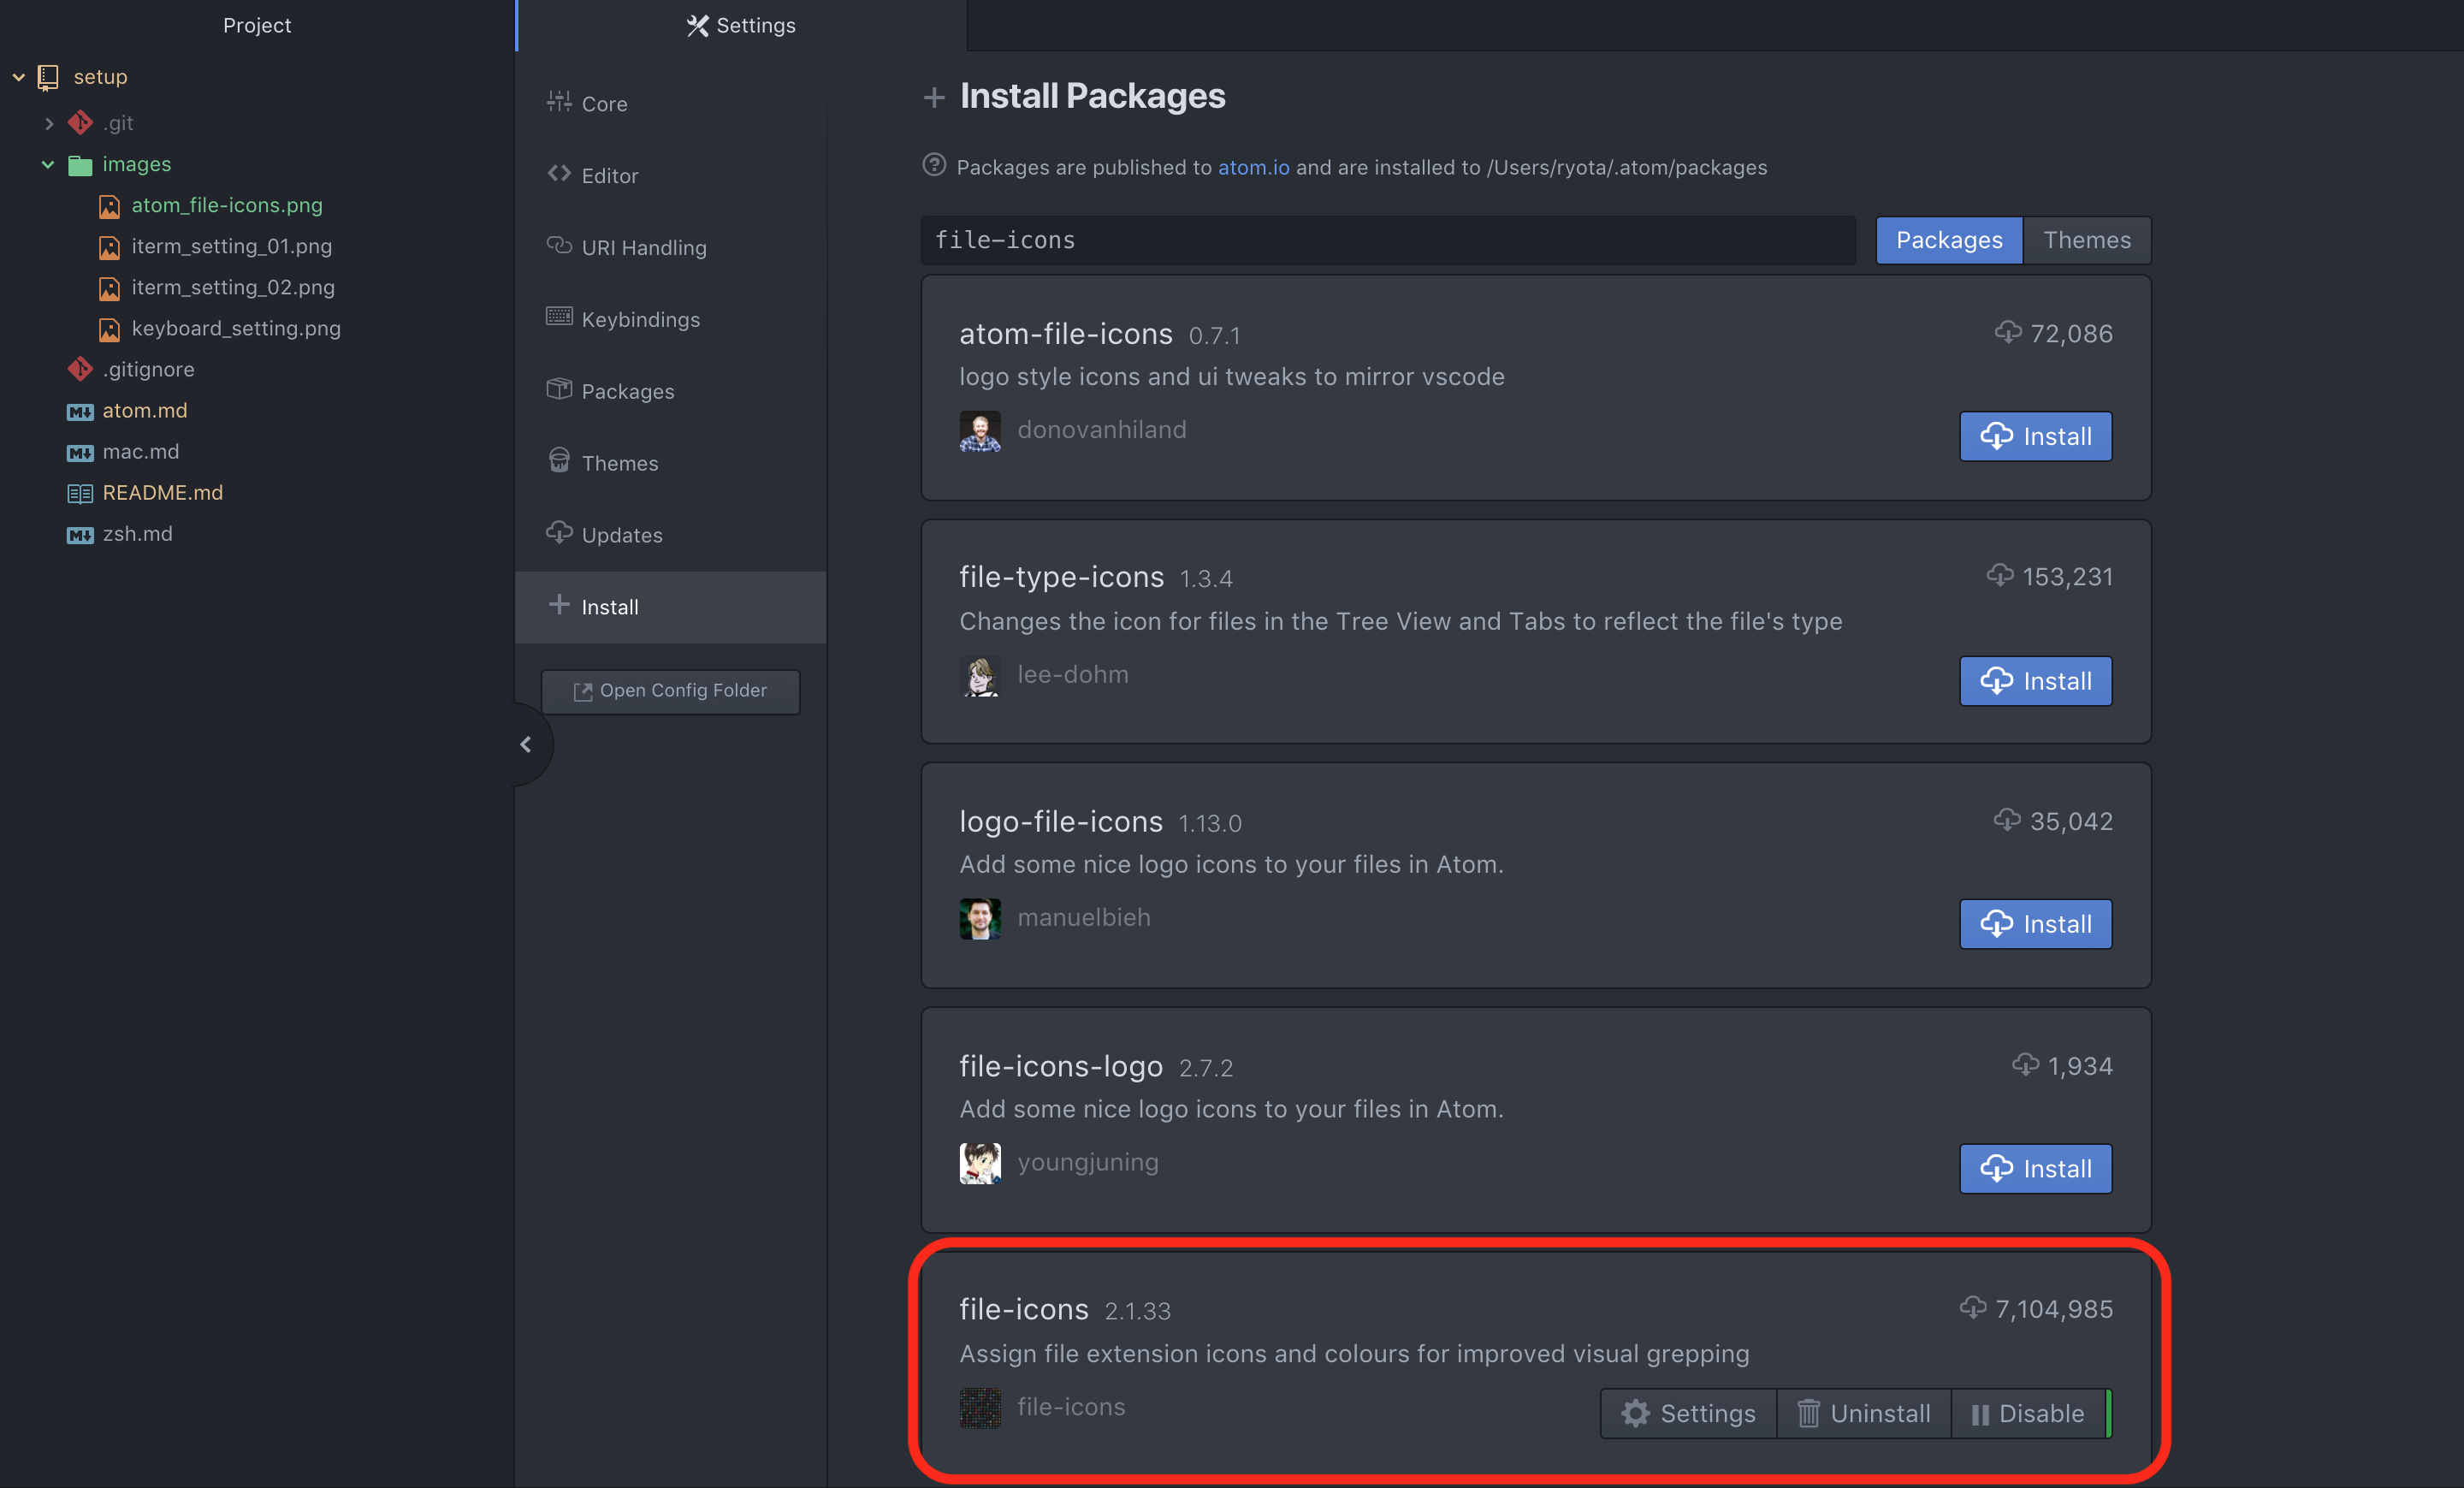 Project
setup
.git
images
atom_file-icons.png
iterm_setting_01.png
iterm_setting_02.png
keyboard_setting.png
.gitignore
atom.md
mac.md
README.md
zsh.md
Settings
Core
Editor
URI Handling
Keybindings
Packages
Themes
Updates
Install
Open Config Folder
Install Packages
Packages are published to atom.io and are installed to /Users/ryota/.atom/packages
file-icons
Packages Themes
atom-file-icons 0.7.1 72,086
logo style icons and ui tweaks to mirror vscode
donovanhiland
Install
file-type-icons 1.3.4 153,231
Changes the icon for files in the Tree View and Tabs to reflect the file's type
lee-dohm
Install
logo-file-icons 1.13.0 35,042
Add some nice logo icons to your files in Atom.
manuelbieh
Install
file-icons-logo 2.7.2 1,934
Add some nice logo icons to your files in Atom.
youngjuning
Install
file-icons 2.1.33 7,104,985
Assign file extension icons and colours for improved visual grepping
file-icons
Settings Uninstall Disable